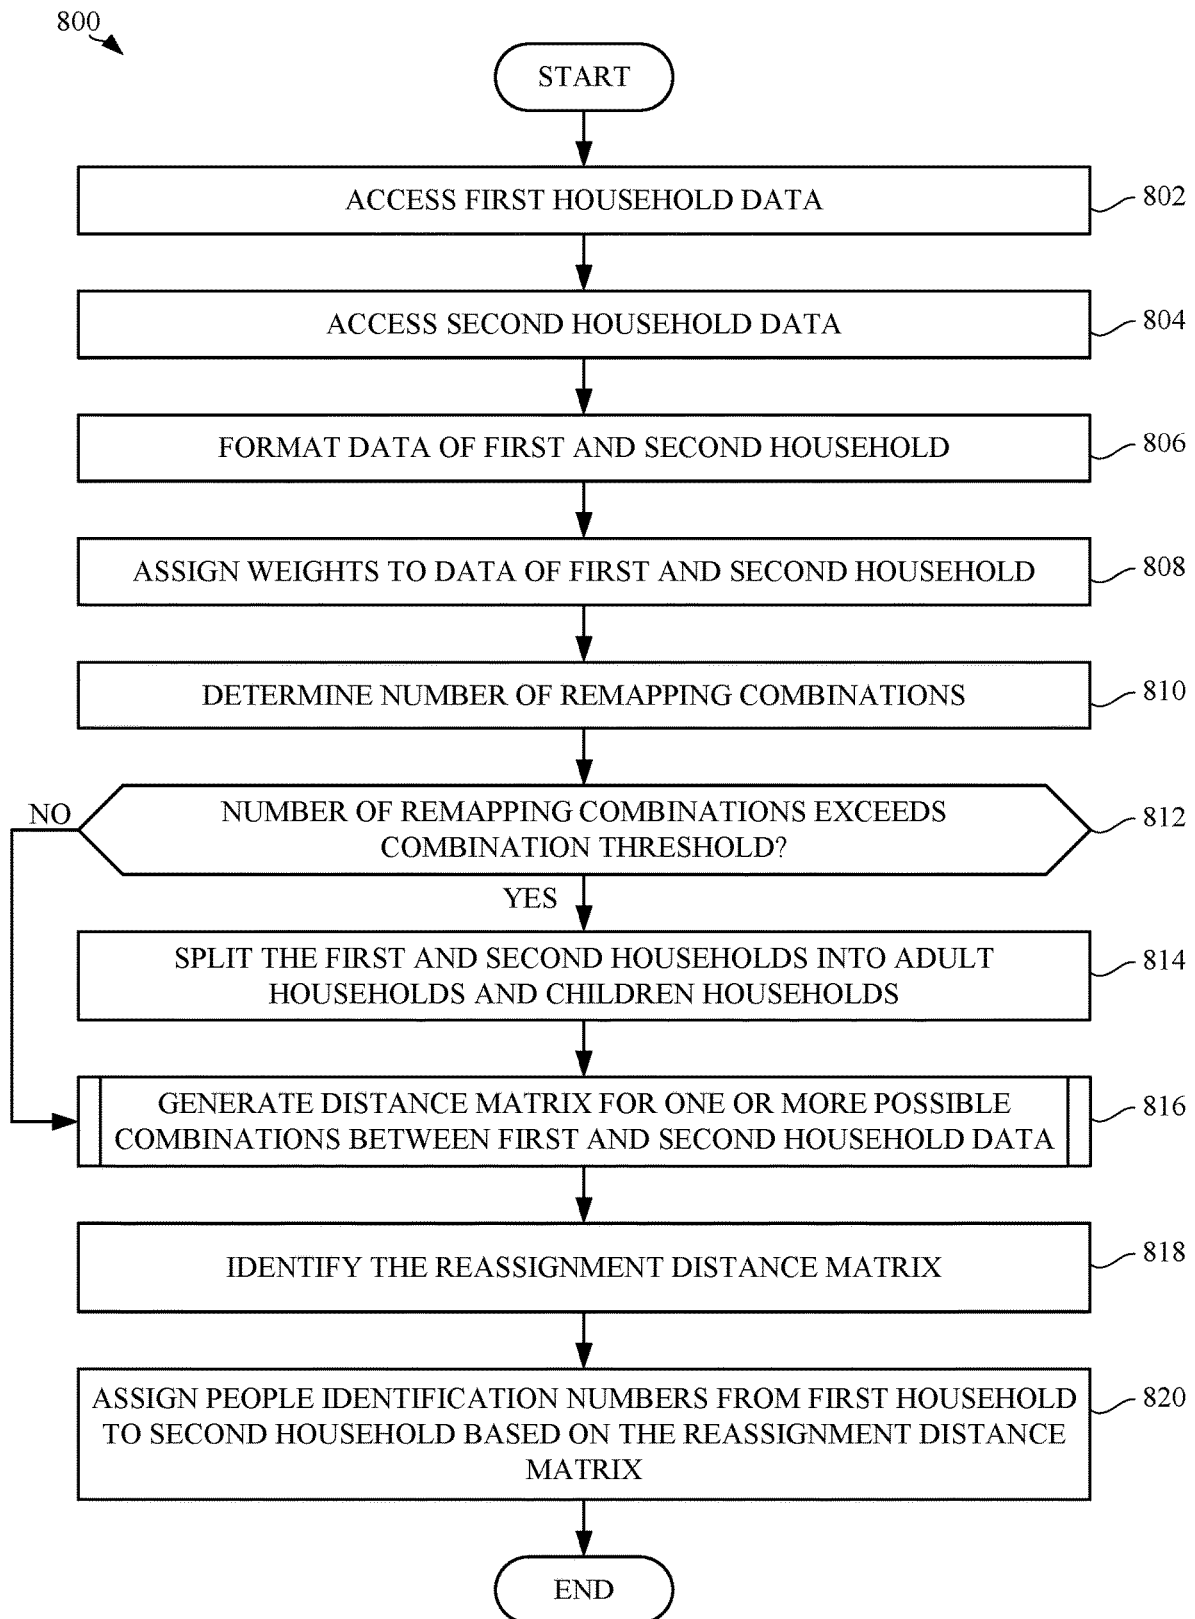 800
START
ACCESS FIRST HOUSEHOLD DATA
802
ACCESS SECOND HOUSEHOLD DATA
804
FORMAT DATA OF FIRST AND SECOND HOUSEHOLD
806
ASSIGN WEIGHTS TO DATA OF FIRST AND SECOND HOUSEHOLD
808
DETERMINE NUMBER OF REMAPPING COMBINATIONS
810
NO
NUMBER OF REMAPPING COMBINATIONS EXCEEDS
COMBINATION THRESHOLD?
812
YES
SPLIT THE FIRST AND SECOND HOUSEHOLDS INTO ADULT
HOUSEHOLDS AND CHILDREN HOUSEHOLDS
814
GENERATE DISTANCE MATRIX FOR ONE OR MORE POSSIBLE
COMBINATIONS BETWEEN FIRST AND SECOND HOUSEHOLD DATA
816
IDENTIFY THE REASSIGNMENT DISTANCE MATRIX
818
ASSIGN PEOPLE IDENTIFICATION NUMBERS FROM FIRST HOUSEHOLD
TO SECOND HOUSEHOLD BASED ON THE REASSIGNMENT DISTANCE
MATRIX
820
END